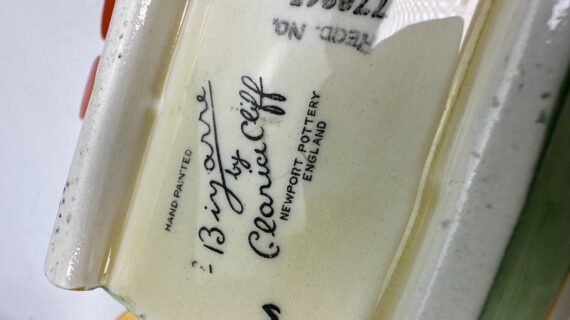 HAND PAINTED
Bizarre
by
Clarice Cliff
NEWPORT POTTERY
ENGLAND
REGD. No.